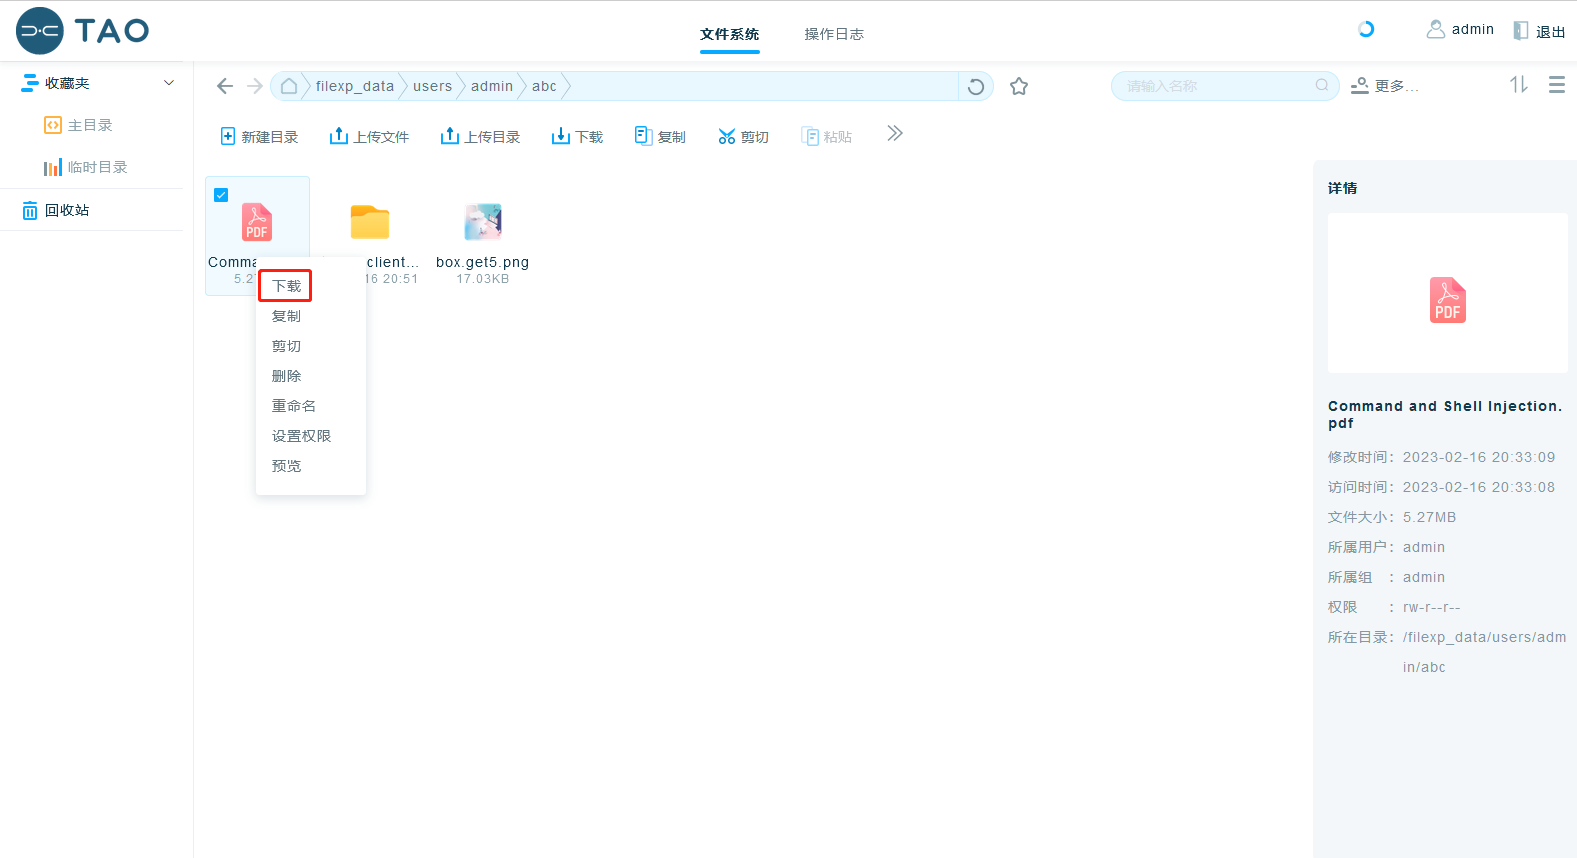 TAO
文件系统
操作日志
admin
退出
收藏夹
主目录
临时目录
回收站
filexp_data
users
admin
abc
请输入名称
更多...
新建目录
上传文件
上传目录
下载
复制
剪切
粘贴
PDF
Comma
5.2
client...
16 20:51
box.get5.png
17.03KB
下载
复制
剪切
删除
重命名
设置权限
预览
详情
PDF
Command and Shell Injection.
pdf
修改时间：2023-02-16 20:33:09
访问时间：2023-02-16 20:33:08
文件大小：5.27MB
所属用户：admin
所属组 ：admin
权限 ：rw-r--r--
所在目录：/filexp_data/users/adm
in/abc